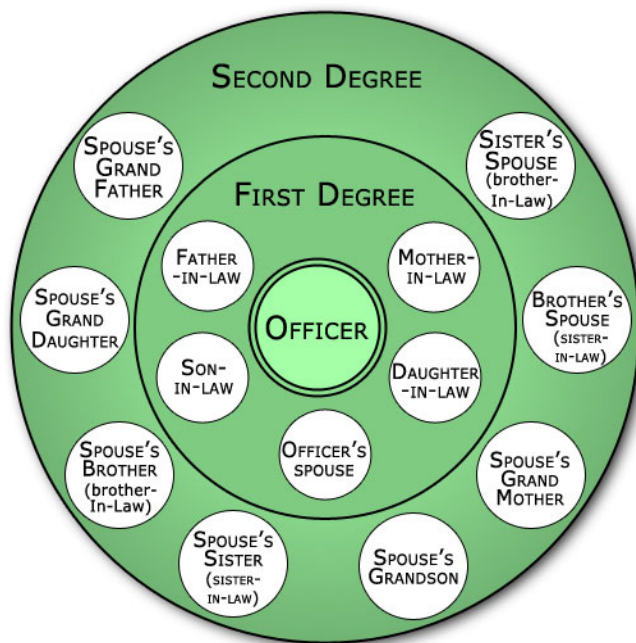 Second Degree
Spouse's
Grand
Father
Sister's
Spouse
(brother-
In-Law)
First Degree
Father
-in-law
Mother-
in-law
Spouse's
Grand
Daughter
Officer
Brother's
Spouse
(sister-
in-law)
Son-
in-law
Daughter
-in-law
Officer's
spouse
Spouse's
Brother
(brother-
In-Law)
Spouse's
Grand
Mother
Spouse's
Sister
(sister-
in-law)
Spouse's
Grandson